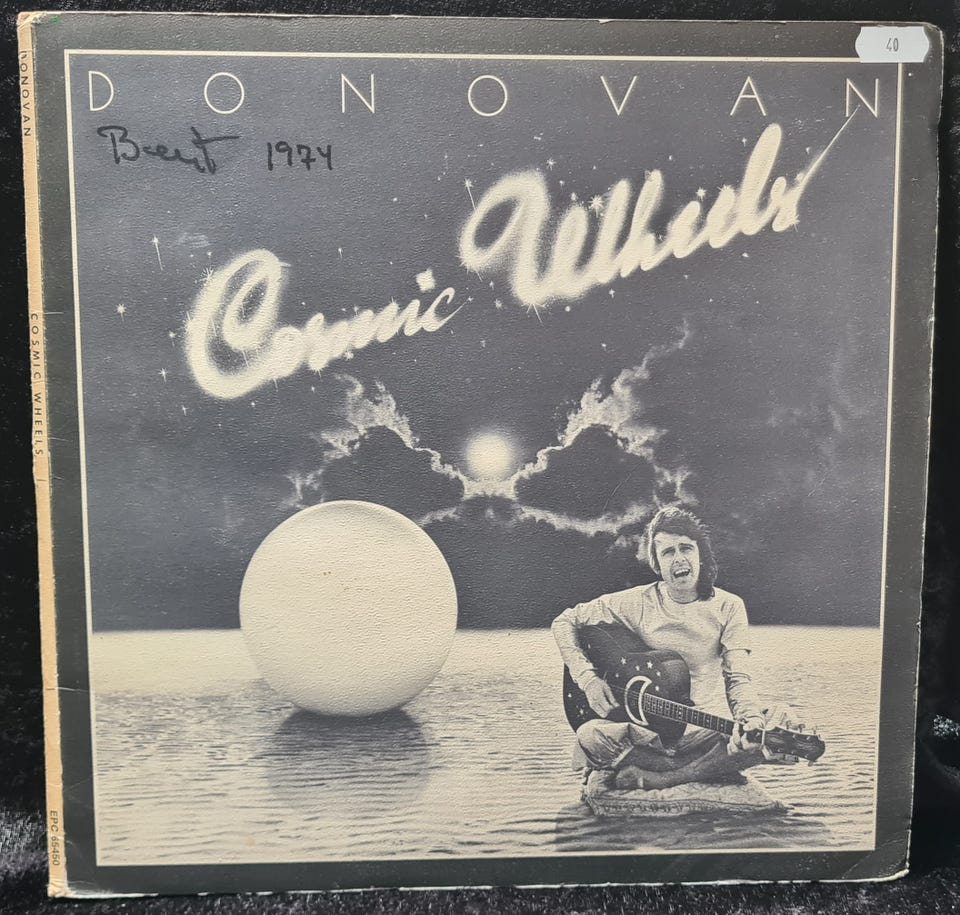 40
DONOVAN
Brent 1974
Cosmic Wheels
DONOVAN
COSMIC WHEELS
EPC 65450